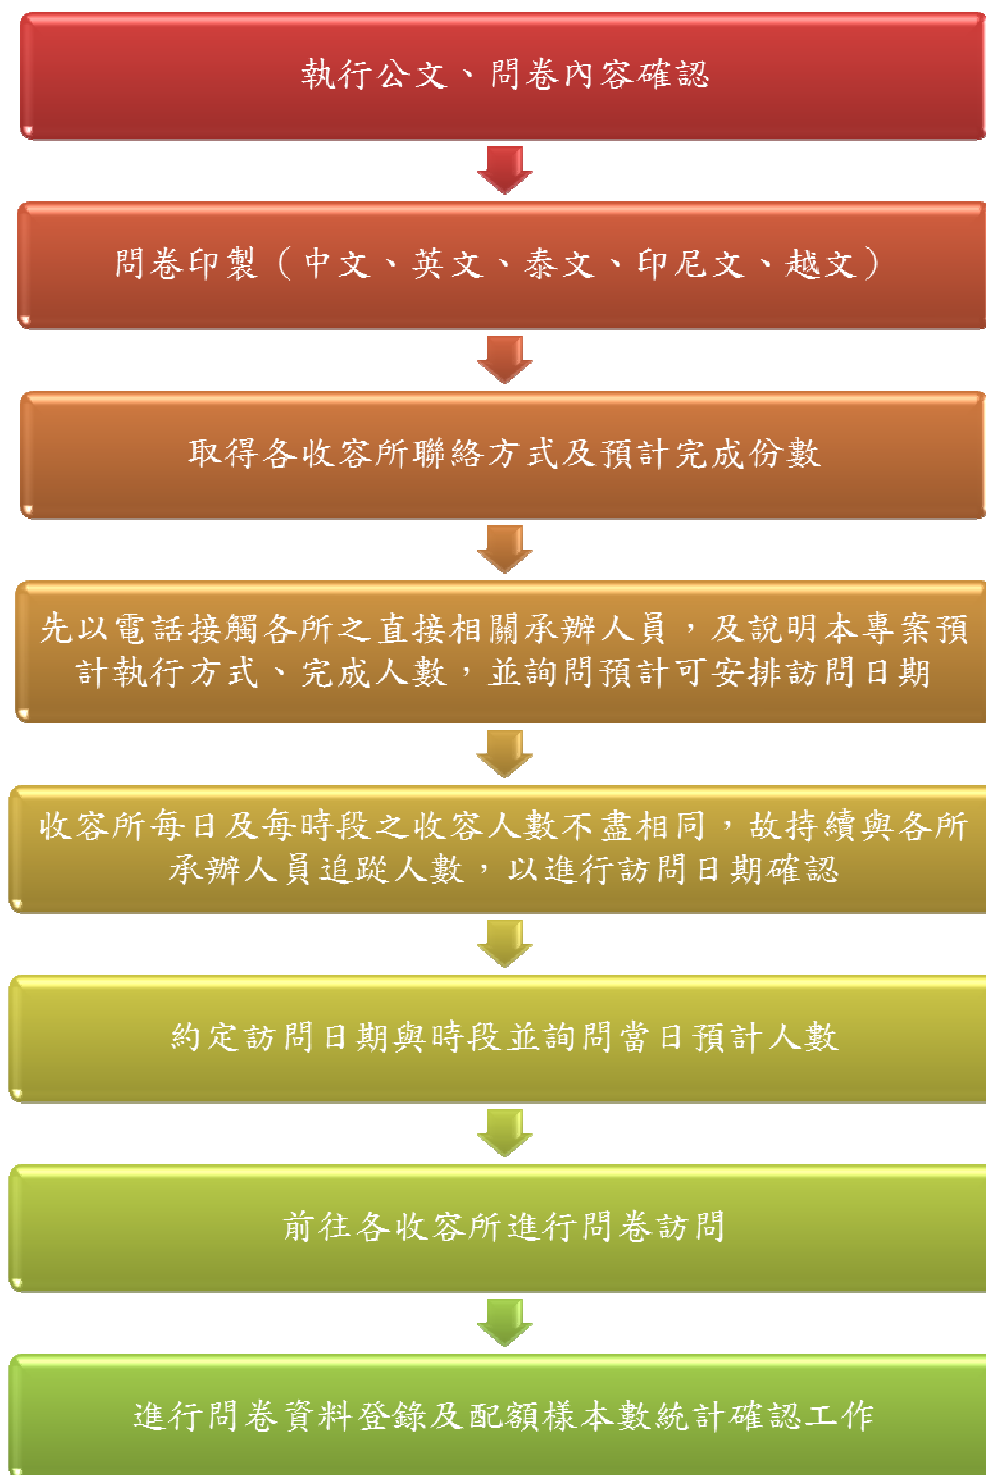 執行公文、問卷內容確認
問卷印製（中文、英文、泰文、印尼文、越文）
取得各收容所聯絡方式及預計完成份數
先以電話接觸各所之直接相關承辦人員，及說明本專案預
計執行方式、完成人數，並詢問預計可安排訪問日期
收容所每日及每時段之收容人數不盡相同，故持續與各所
承辦人員追蹤人數，以進行訪問日期確認
約定訪問日期與時段並詢問當日預計人數
前往各收容所進行問卷訪問
進行問卷資料登錄及配額樣本數統計確認工作